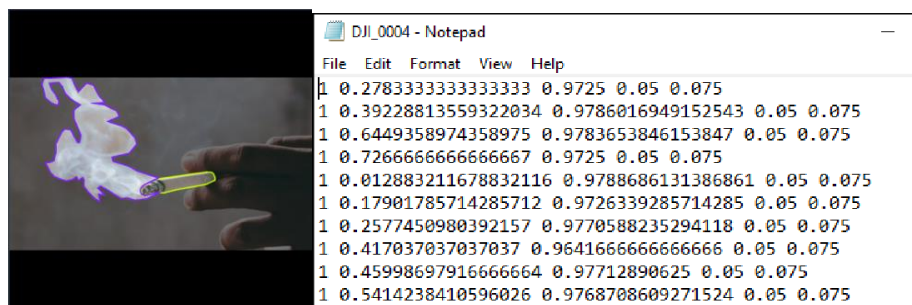 DJI_0004 - Notepad
File Edit Format View Help
1 0.2783333333333333 0.9725 0.05 0.075
1 0.39228813559322034 0.9786016949152543 0.05 0.075
1 0.6449358974358975 0.9783653846153847 0.05 0.075
1 0.7266666666666667 0.9725 0.05 0.075
1 0.012883211678832116 0.9788686131386861 0.05 0.075
1 0.17901785714285712 0.9726339285714285 0.05 0.075
1 0.2577450980392157 0.9770588235294118 0.05 0.075
1 0.417037037037037 0.9641666666666666 0.05 0.075
1 0.45998697916666664 0.97712890625 0.05 0.075
1 0.5414238410596026 0.9768708609271524 0.05 0.075